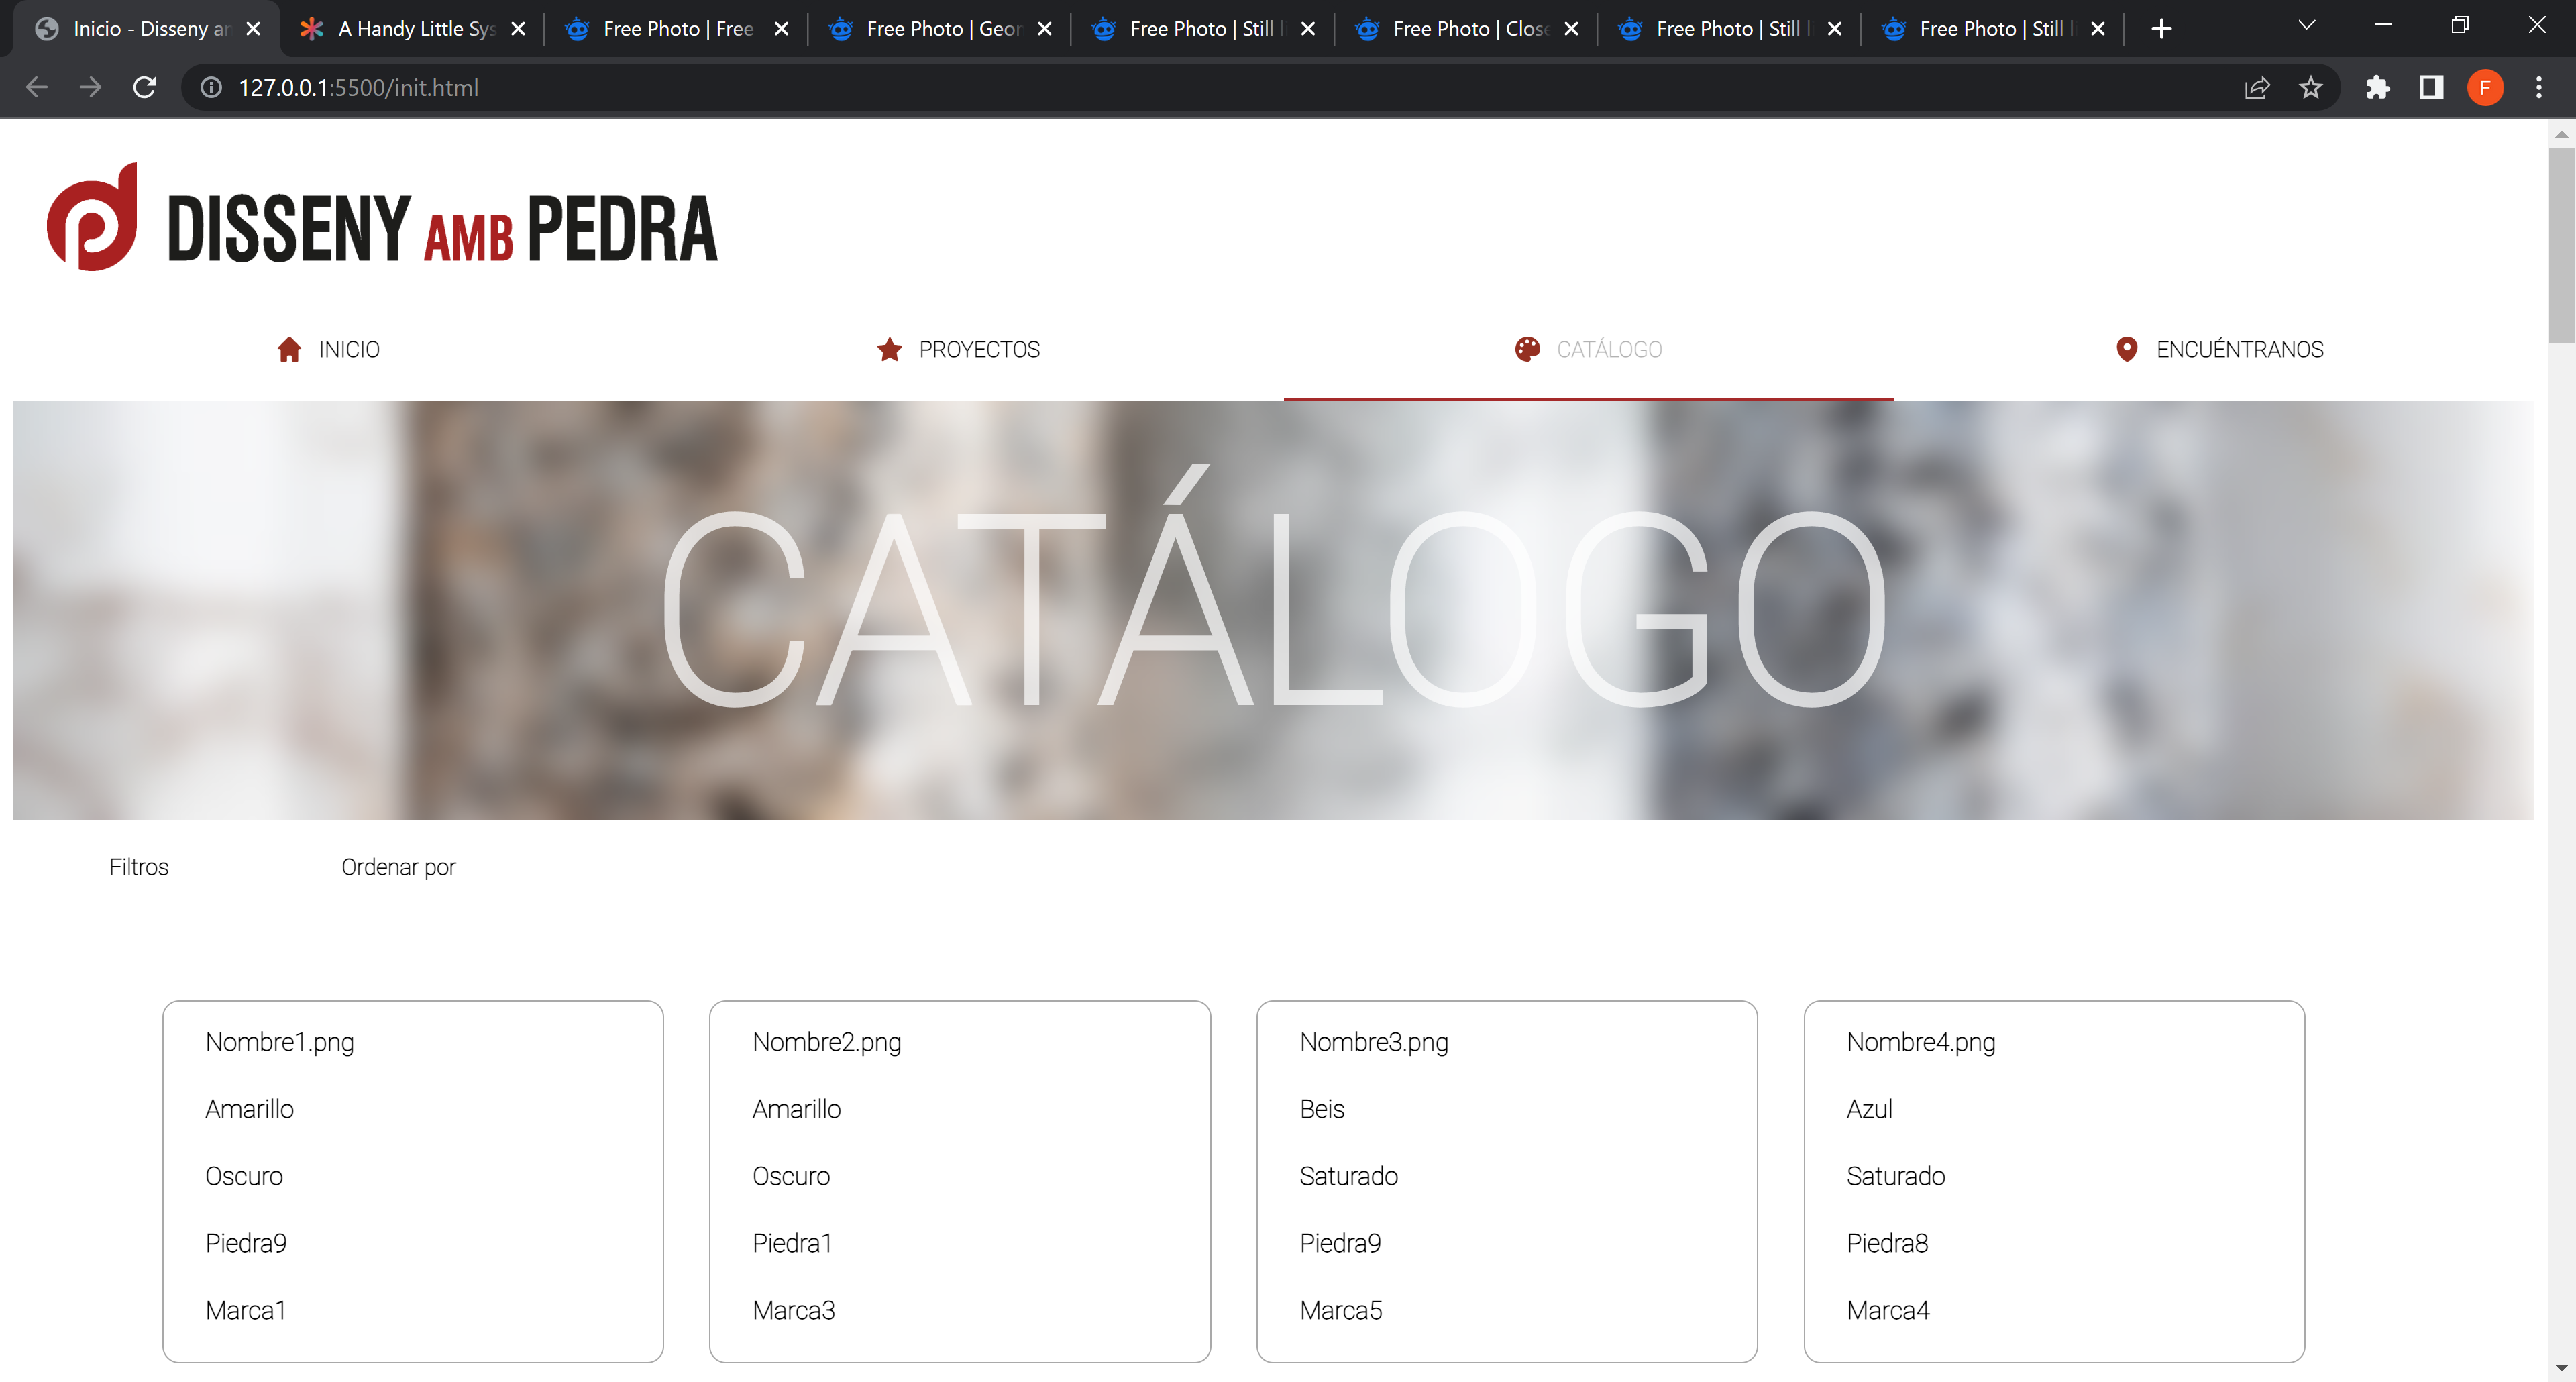 Inicio - Disseny ar
A Handy Little Sys
Free Photo | Free
Free Photo | Geor
Free Photo | Still l
Free Photo | Close
Free Photo | Still l
Free Photo | Still l
127.0.0.1:5500/init.html
F
DISSENY AMB PEDRA
INICIO
PROYECTOS
CATÁLOGO
ENCUÉNTRANOS
CATÁLOGO
Filtros
Ordenar por
Nombre1.png
Amarillo
Oscuro
Piedra9
Marca1
Nombre2.png
Amarillo
Oscuro
Piedra1
Marca3
Nombre3.png
Beis
Saturado
Piedra9
Marca5
Nombre4.png
Azul
Saturado
Piedra8
Marca4